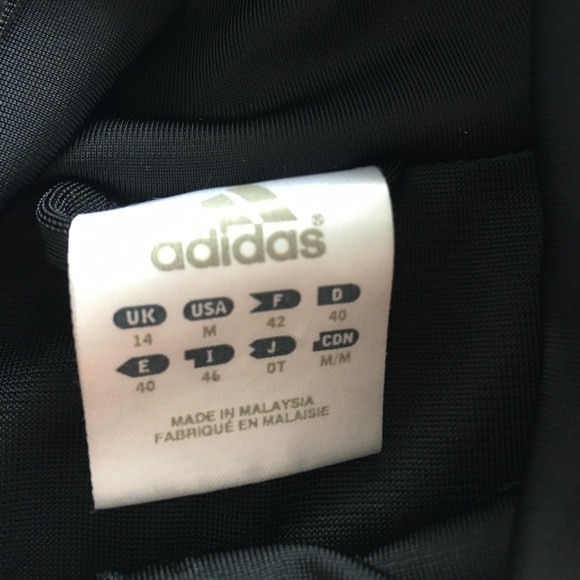 adidas®
UK USA F D
14 M 42 40
E I J CDN
40 46 OT M/M
MADE IN MALAYSIA
FABRIQUÉ EN MALAISIE